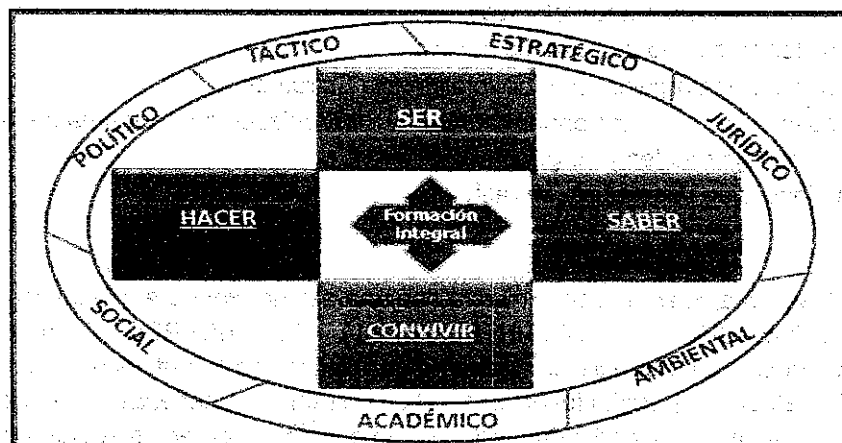 TÁCTICO
ESTRATÉGICO
POLÍTICO
JURÍDICO
SER
HACER
Formación
Integral
SABER
CONVIVIR
SOCIAL
AMBIENTAL
ACADÉMICO